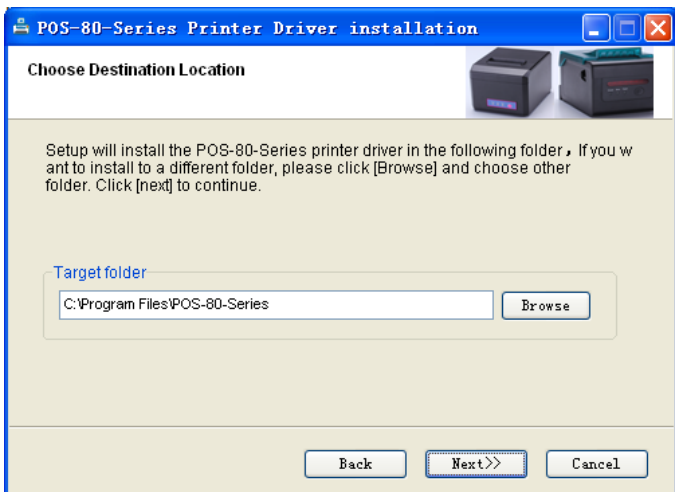 POS-80-Series Printer Driver installation
Choose Destination Location
Setup will install the POS-80-Series printer driver in the following folder，If you w
ant to install to a different folder, please click [Browse] and choose other
folder. Click [next] to continue.
Target folder
C:\Program Files\POS-80-Series
Browse
Back
Next>>
Cancel